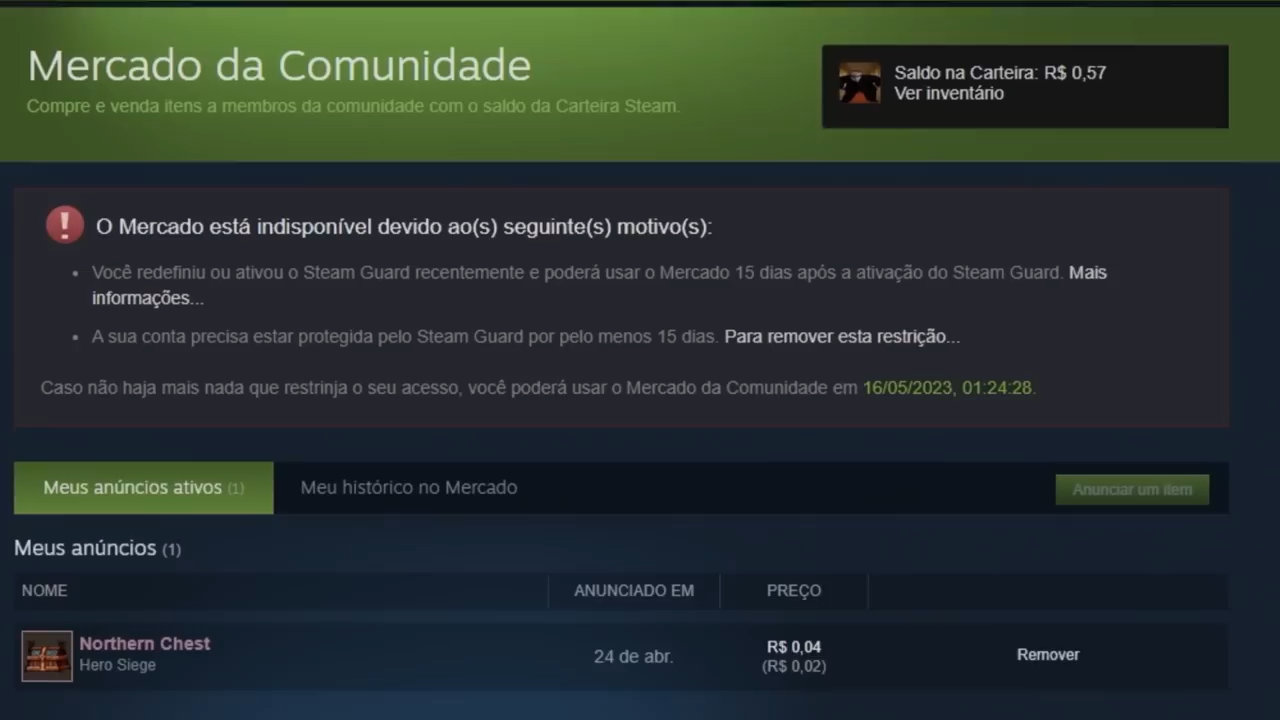 Mercado da Comunidade
Compre e venda itens a membros da comunidade com o saldo da Carteira Steam.
Saldo na Carteira: R$ 0,57
Ver inventário
O Mercado está indisponível devido ao(s) seguinte(s) motivo(s):
Você redefiniu ou ativou o Steam Guard recentemente e poderá usar o Mercado 15 dias após a ativação do Steam Guard. Mais
informações...
A sua conta precisa estar protegida pelo Steam Guard por pelo menos 15 dias. Para remover esta restrição...
Caso não haja mais nada que restrinja o seu acesso, você poderá usar o Mercado da Comunidade em 16/05/2023, 01:24:28.
Meus anúncios ativos (1)
Meu histórico no Mercado
Anunciar um item
Meus anúncios (1)
NOME
ANUNCIADO EM
PREÇO
Northern Chest
Hero Siege
24 de abr.
R$ 0,04
(R$ 0,02)
Remover